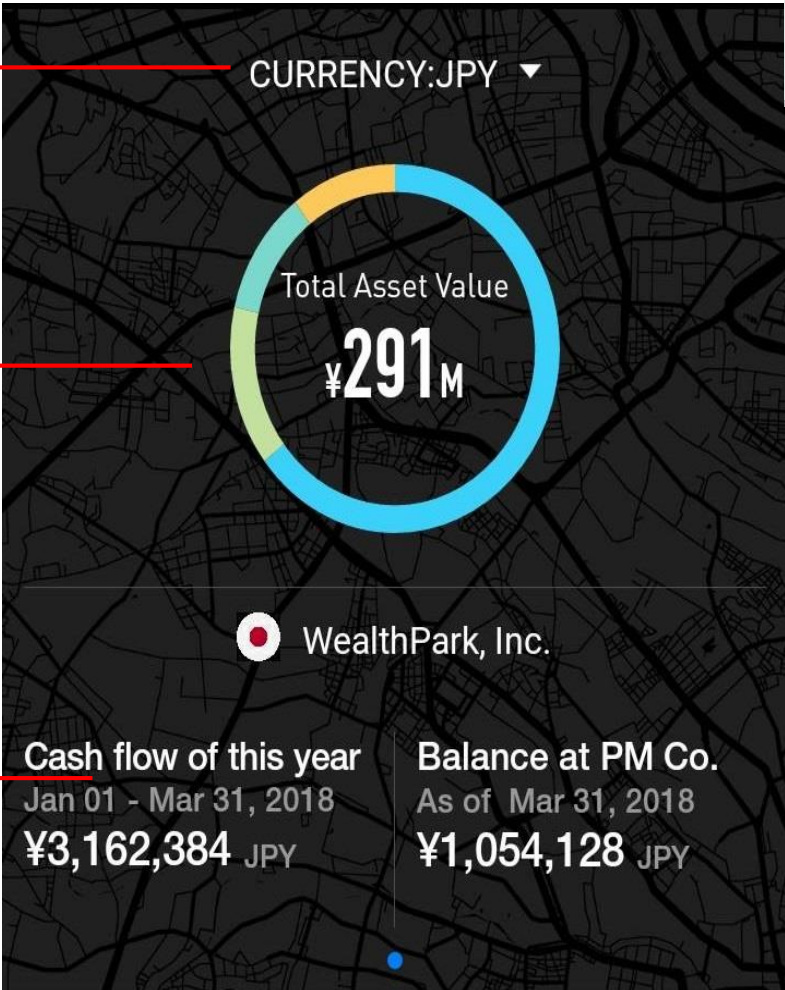 CURRENCY:JPY
Total Asset Value
¥291M
WealthPark, Inc.
Cash flow of this year
Jan 01 - Mar 31, 2018
¥3,162,384 JPY
Balance at PM Co.
As of Mar 31, 2018
¥1,054,128 JPY